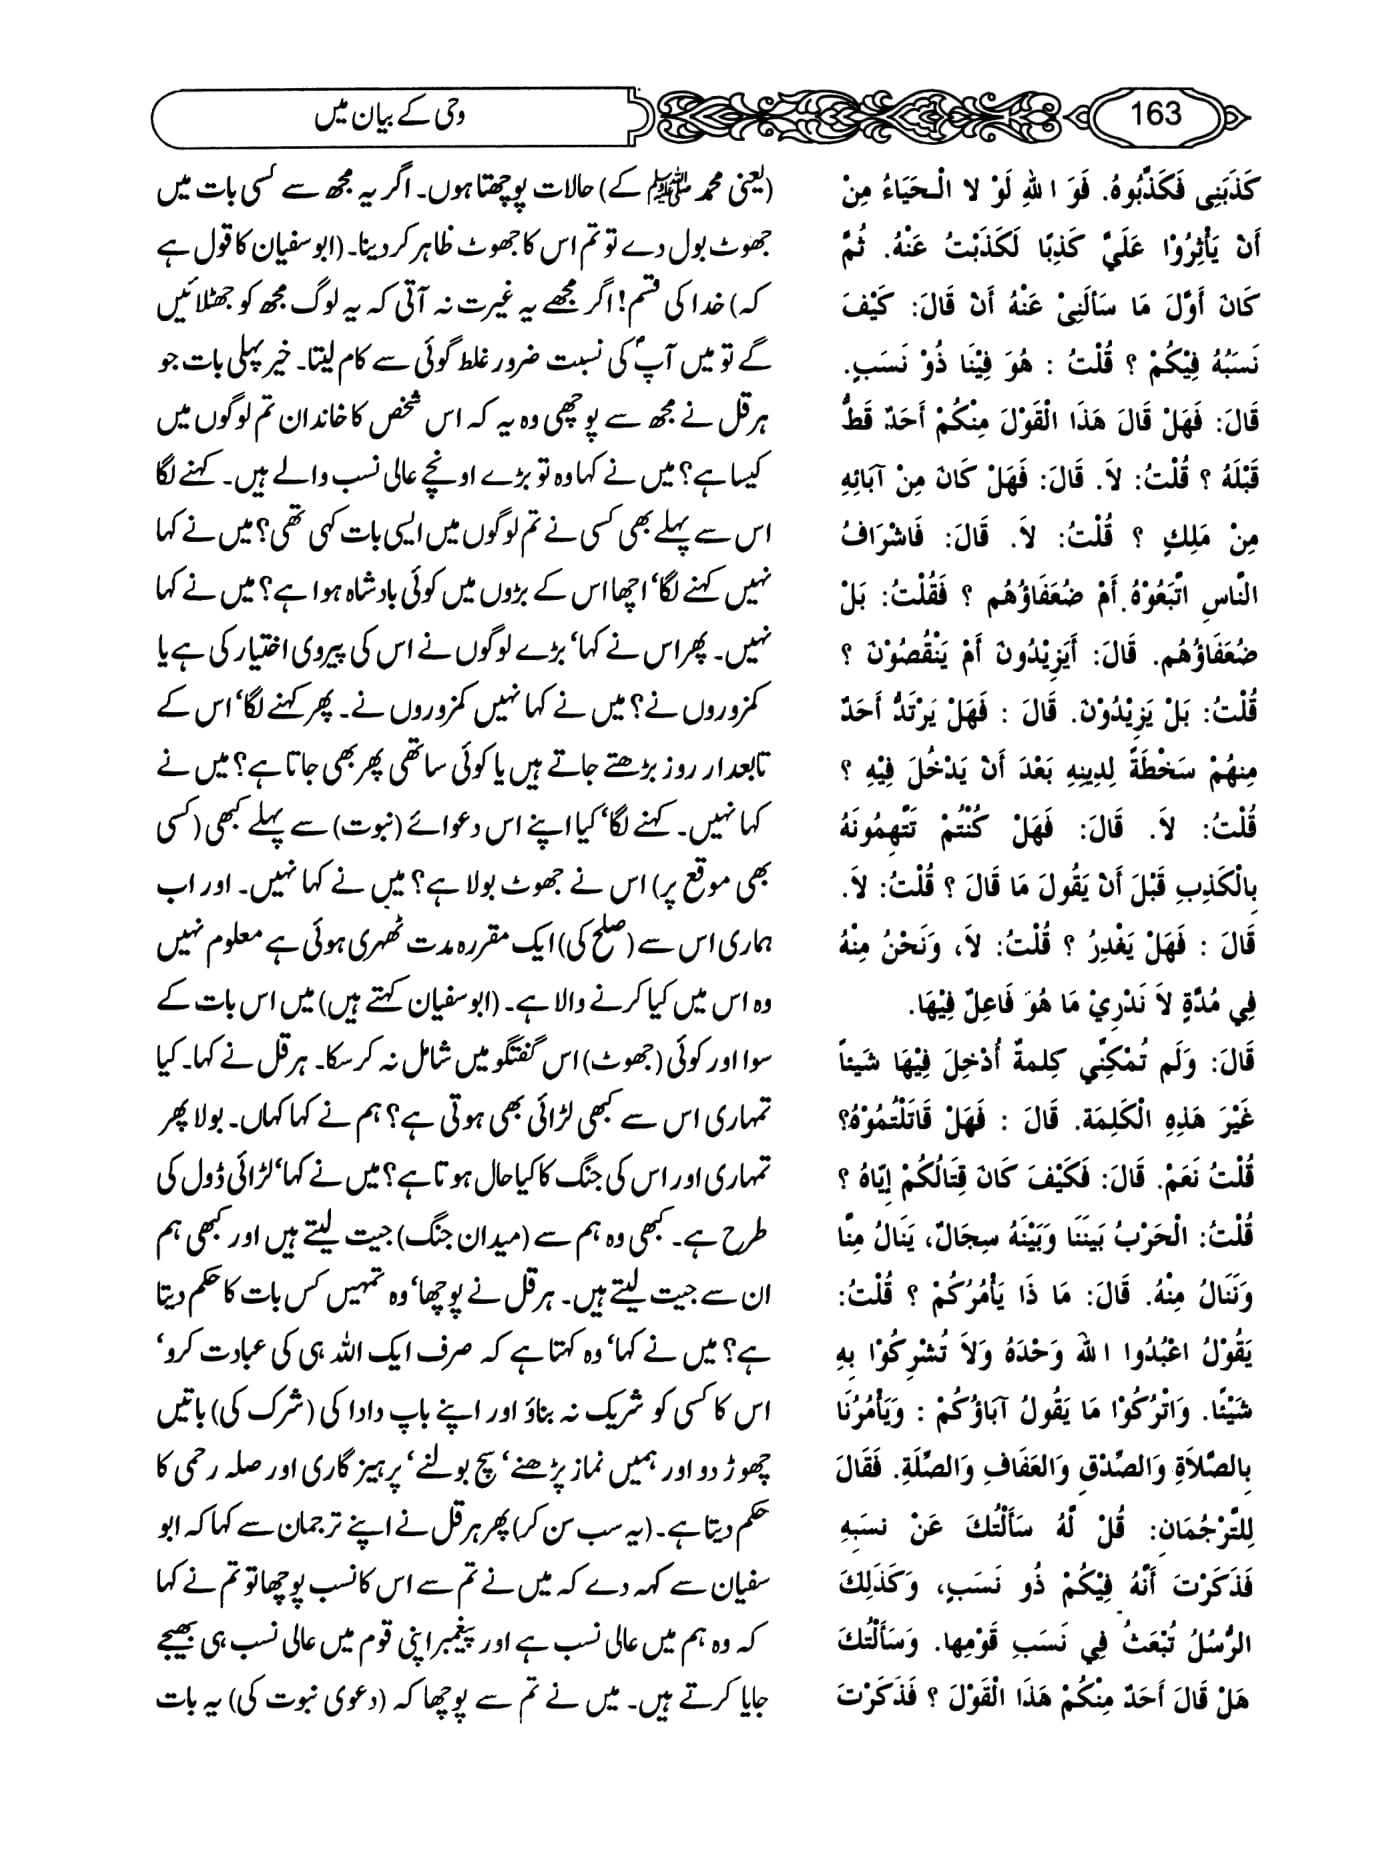 163
وحی کے بیان میں
كَذَبَنِي فَكَذِّبُوهُ. فَوَ اللهِ لَوْ لا الْحَيَاءُ مِنْ
أَنْ يَأْثِرُوْا عَلَيَّ كَذِبًا لَكَذَبْتُ عَنْهُ. ثُمَّ
كَانَ أَوَّلَ مَا سَأَلَنِيْ عَنْهُ أَنْ قَالَ: كَيْفَ
نَسَبُهُ فِيْكُمْ ؟ قُلْتُ : هُوَ فِيْنَا ذُوْ نَسَبٍ.
قَالَ: فَهَلْ قَالَ هَذَا الْقَوْلَ مِنْكُمْ أَحَدٌ قَطُّ
قَبْلَهُ ؟ قُلْتُ: لاَ. قَالَ: فَهَلْ كَانَ مِنْ آبَائِهِ
مِنْ مَلِكٍ ؟ قُلْتُ: لاَ. قَالَ: فَاشْرَافُ
النَّاسِ اتَّبَعُوْهُ أَمْ ضُعَفَاؤُهُم ؟ فَقُلْتُ: بَلْ
ضُعَفَاؤُهُم. قَالَ: أَيَزِيْدُونَ أَمْ يَنْقُصُوْنَ ؟
قُلْتُ: بَلْ يَزِيْدُوْنَ. قَالَ : فَهَلْ يَرْتَدُّ أَحَدٌ
مِنهُمْ سَخْطَةً لِدِينِهِ بَعْدَ أَنْ يَدْخُلَ فِيْهِ ؟
قُلْتُ: لاَ. قَالَ: فَهَلْ كُنْتُمْ تَتَّهِمُونَهُ
بِالْكَذِبِ قَبْلَ أَنْ يَقُولَ مَا قَالَ ؟ قُلْتُ: لاَ.
قَالَ : فَهَلْ يَغْدِرُ ؟ قُلْتُ: لاَ، وَنَحْنُ مِنْهُ
فِي مُدَّةٍ لاَ نَدْرِيْ مَا هُوَ فَاعِلٌ فِيْهَا.
قَالَ: وَلَم تُمْكِنِّي كِلمةٌ أُدْخِلَ فِيْهَا شَيئاً
غَيْرَ هَذِهِ الْكَلِمَة. قَالَ : فَهَلْ قَاتَلْتُمُوْهُ؟
قُلْتُ نَعَمْ. قَالَ: فَكَيْفَ كَانَ قِتَالُكُمْ إِيَّاهُ ؟
قُلْتُ: الْحَرْبُ بَيْنَنَا وَبَيْنَهُ سِجَالٌ، يَنَالُ مِنَّا
وَنَنَالُ مِنْهُ. قَالَ: مَا ذَا يَأْمُرُكُمْ ؟ قُلْتُ:
يَقُوْلُ اعْبُدُوا اللهَ وَحْدَهُ وَلاَ تُشْرِكُوْا بِهِ
شَيْئًا. وَاتْرُكُوْا مَا يَقُولُ آبَاؤُكُمْ : وَيَأْمُرُنَا
بِالصَّلاَةِ وَالصِّدْقِ وَالعَفَافِ وَالصِّلَةِ. فَقَالَ
لِلتَّرْجُمَانِ: قُلْ لَهُ سَأَلْتُكَ عَنْ نسَبَهِ
فَذَكَرْتَ أَنَّهُ فِيْكُمْ ذُو نَسَبٍ، وَكَذَلِكَ
الرُّسُلُ تُبْعَثُ فِي نَسَبِ قَوْمِها. وَسَأَلْتُكَ
هَلْ قَالَ أَحَدٌ مِنْكُمْ هَذَا الْقَوْلَ ؟ فَذَكَرْتَ
(یعنی محمد ﷺ کے) حالات پوچھتا ہوں۔ اگر یہ مجھ سے کسی بات میں
جھوٹ بول دے تو تم اس کا جھوٹ ظاہر کر دینا۔ (ابو سفیان کا قول ہے
کہ) خدا کی قسم! اگر مجھے یہ غیرت نہ آتی کہ یہ لوگ مجھ کو جھٹلائیں
گے تو میں آپؐ کی نسبت ضرور غلط گوئی سے کام لیتا۔ خیر پہلی بات جو
ہرقل نے مجھ سے پوچھی وہ یہ کہ اس شخص کا خاندان تم لوگوں میں
کیسا ہے؟ میں نے کہا وہ تو بڑے اونچے عالی نسب والے ہیں۔ کہنے لگا
اس سے پہلے بھی کسی نے تم لوگوں میں ایسی بات کہی تھی؟ میں نے کہا
نہیں کہنے لگا‘ اچھا اس کے بڑوں میں کوئی بادشاہ ہوا ہے؟ میں نے کہا
نہیں۔ پھر اس نے کہا‘ بڑے لوگوں نے اس کی پیروی اختیار کی ہے یا
کمزوروں نے؟ میں نے کہا نہیں کمزوروں نے۔ پھر کہنے لگا‘ اس کے
تابعدار روز بڑھتے جاتے ہیں یا کوئی ساتھی پھر بھی جاتا ہے؟ میں نے
کہا نہیں۔ کہنے لگا‘ کیا اپنے اس دعوائے (نبوت) سے پہلے کبھی (کسی
بھی موقع پر) اس نے جھوٹ بولا ہے؟ میں نے کہا نہیں۔ اور اب
ہماری اس سے (صلح کی) ایک مقررہ مدت ٹھہری ہوئی ہے معلوم نہیں
وہ اس میں کیا کرنے والا ہے۔ (ابو سفیان کہتے ہیں) میں اس بات کے
سوا اور کوئی (جھوٹ) اس گفتگو میں شامل نہ کر سکا۔ ہرقل نے کہا۔ کیا
تمہاری اس سے کبھی لڑائی بھی ہوتی ہے؟ ہم نے کہا کہاں۔ بولا پھر
تمہاری اور اس کی جنگ کا کیا حال ہوتا ہے؟ میں نے کہا‘ لڑائی ڈول کی
طرح ہے۔ کبھی وہ ہم سے (میدان جنگ) جیت لیتے ہیں اور کبھی ہم
ان سے جیت لیتے ہیں۔ ہرقل نے پوچھا‘ وہ تمہیں کس بات کا حکم دیتا
ہے؟ میں نے کہا‘ وہ کہتا ہے کہ صرف ایک اللہ ہی کی عبادت کرو‘
اس کا کسی کو شریک نہ بناؤ اور اپنے باپ دادا کی (شرک کی) باتیں
چھوڑ دو اور ہمیں نماز پڑھنے‘ سچ بولنے‘ پرہیز گاری اور صلہ رحمی کا
حکم دیتا ہے۔ (یہ سب سن کر) پھر ہرقل نے اپنے ترجمان سے کہا کہ ابو
سفیان سے کہہ دے کہ میں نے تم سے اس کا نسب پوچھا تو تم نے کہا
کہ وہ ہم میں عالی نسب ہے اور پیغمبر اپنی قوم میں عالی نسب ہی بھیجے
جایا کرتے ہیں۔ میں نے تم سے پوچھا کہ (دعوی نبوت کی) یہ بات